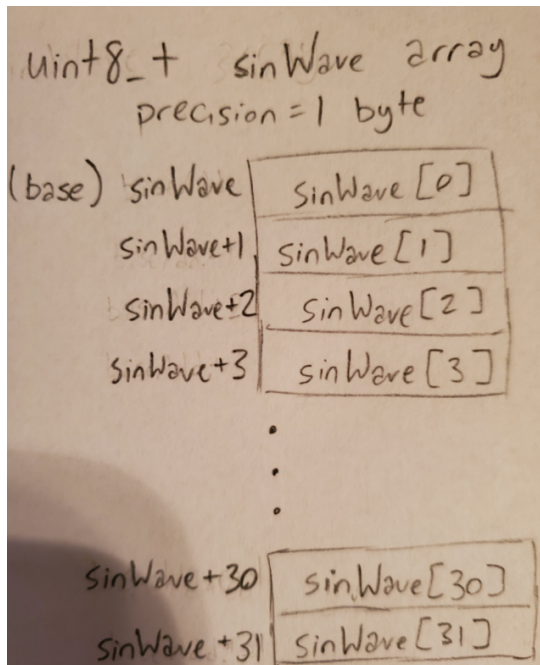 uint8_t sinWave array
precision = 1 byte
(base) sinWave sinWave[0]
sinWave+1 sinWave[1]
sinWave+2 sinWave[2]
sinWave+3 sinWave[3]
sinWave+30 sinWave[30]
sinWave+31 sinWave[31]